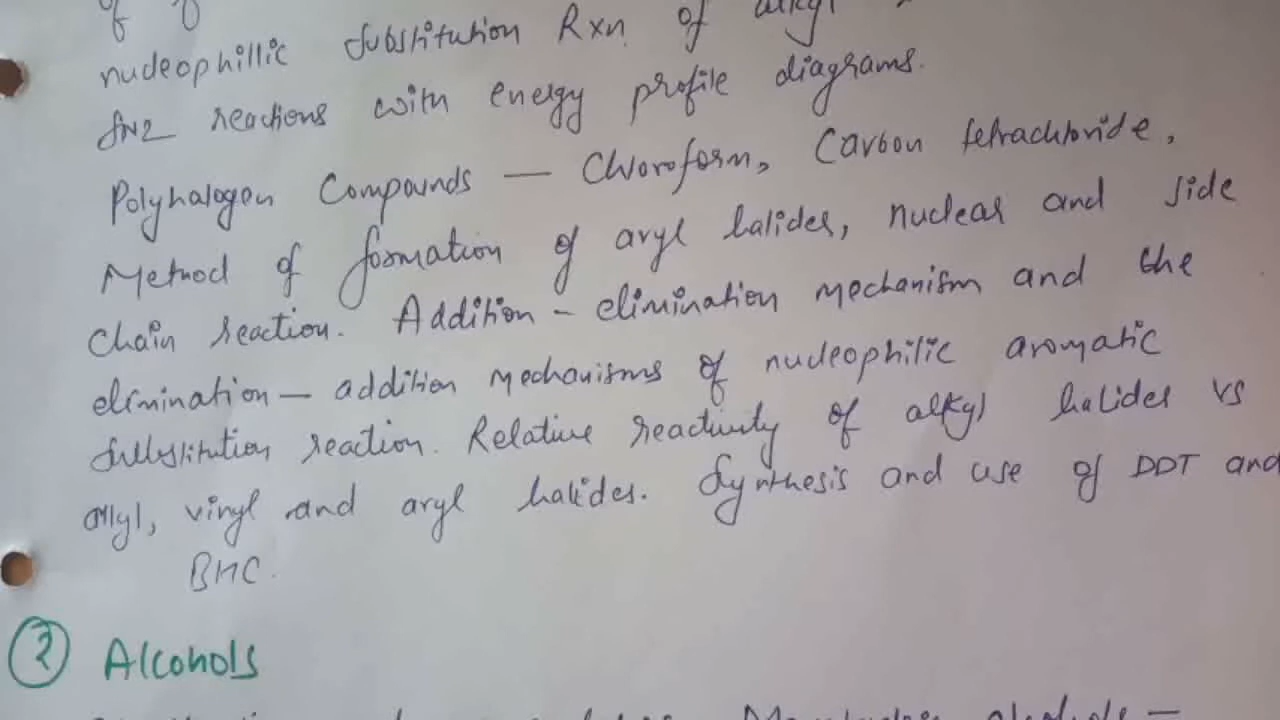 of
nucleophillic substitution Rxn of alkyl
SN2 reactions with energy profile diagrams.
Polyhalogen Compounds — Chloroform, Carbon tetrachloride,
Method of formation of aryl halides, nuclear and side
Chain reaction. Addition – elimination mechanism and the
elimination — addition mechanisms of nucleophilic aromatic
substitution reaction. Relative reactivity of alkyl halides vs
allyl, vinyl and aryl halides. Synthesis and use of DDT and
BHC.
2 Alcohols